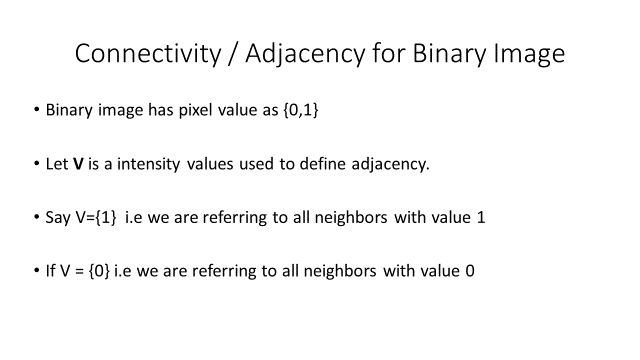 Connectivity / Adjacency for Binary Image
• Binary image has pixel value as {0,1}
• Let V is a intensity values used to define adjacency.
• Say V={1} i.e we are referring to all neighbors with value 1
• If V = {0} i.e we are referring to all neighbors with value 0